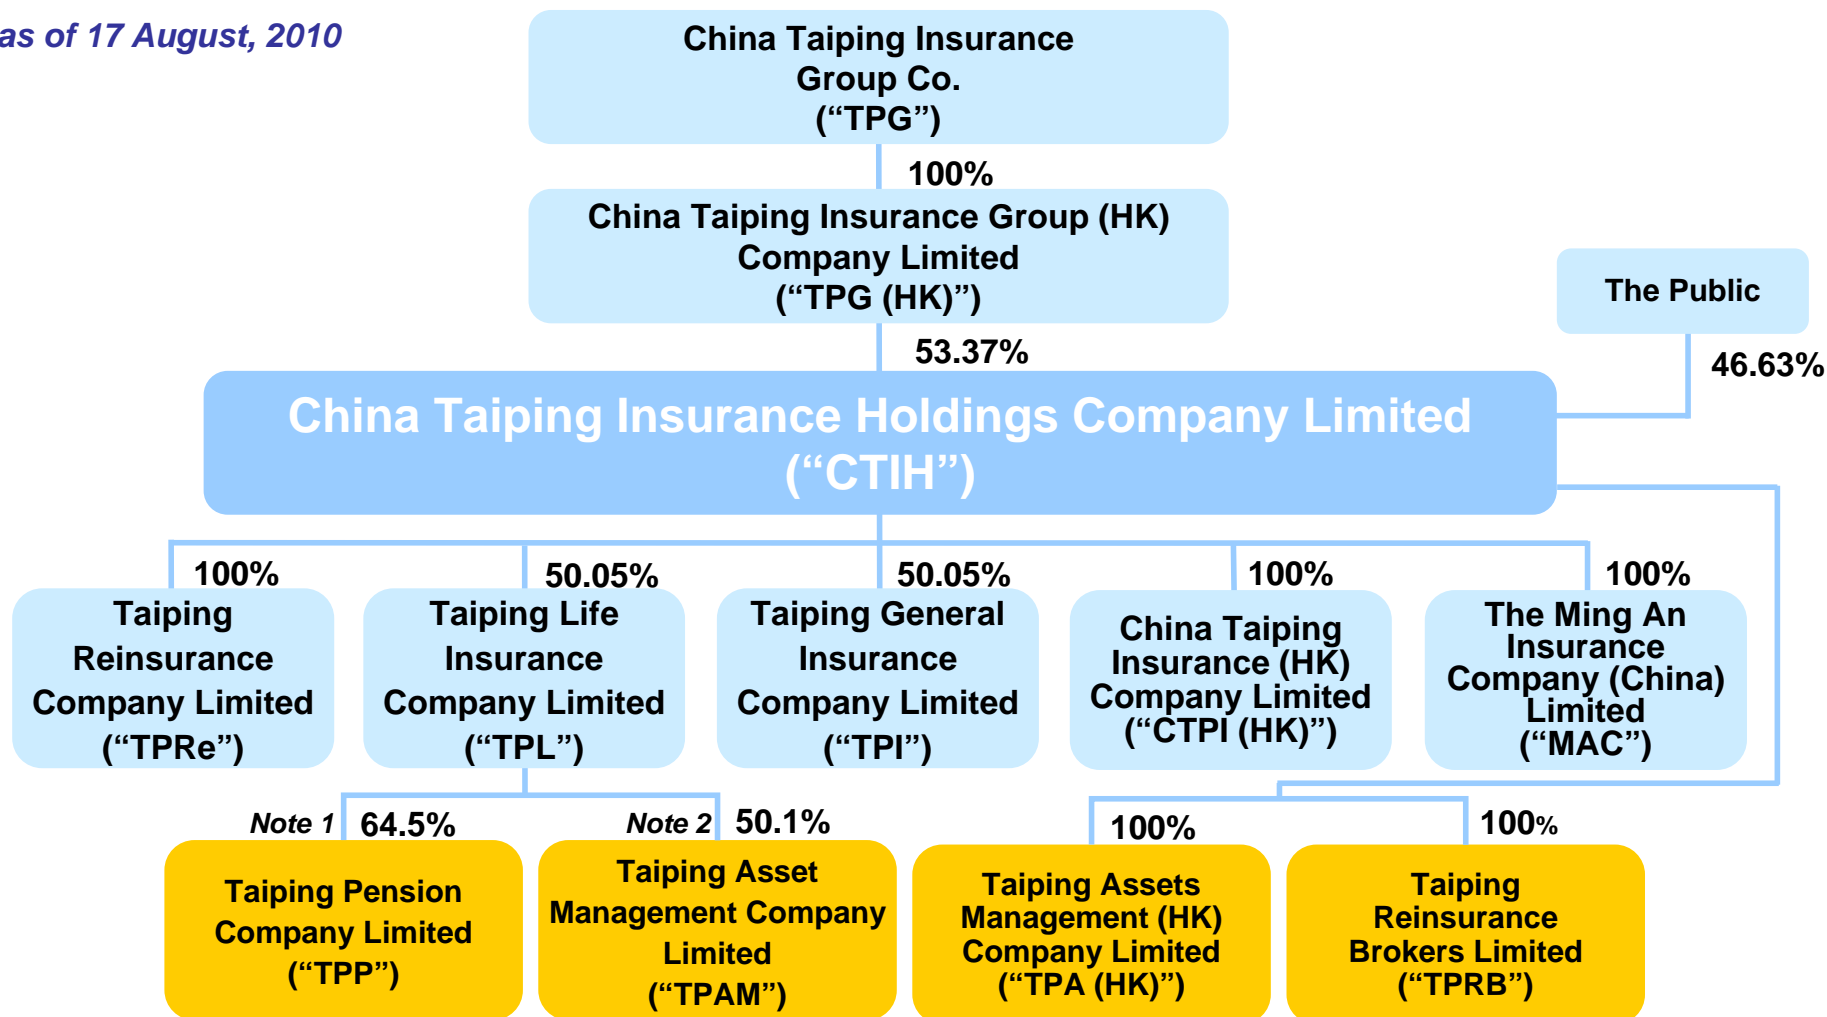 as of 17 August, 2010
China Taiping Insurance
Group Co.
(“TPG”)
100%
China Taiping Insurance Group (HK)
Company Limited
(“TPG (HK)”)
The Public
53.37%
46.63%
China Taiping Insurance Holdings Company Limited
(“CTIH”)
100%
50.05%
50.05%
100%
100%
Taiping
Reinsurance
Company Limited
(“TPRe”)
Taiping Life
Insurance
Company Limited
(“TPL”)
Taiping General
Insurance
Company Limited
(“TPI”)
China Taiping
Insurance (HK)
Company Limited
(“CTPI (HK)”)
The Ming An
Insurance
Company (China)
Limited
(“MAC”)
Note 1
64.5%
Note 2
50.1%
100%
100%
Taiping Pension
Company Limited
(“TPP”)
Taiping Asset
Management Company
Limited
(“TPAM”)
Taiping Assets
Management (HK)
Company Limited
(“TPA (HK)”)
Taiping
Reinsurance
Brokers Limited
(“TPRB”)